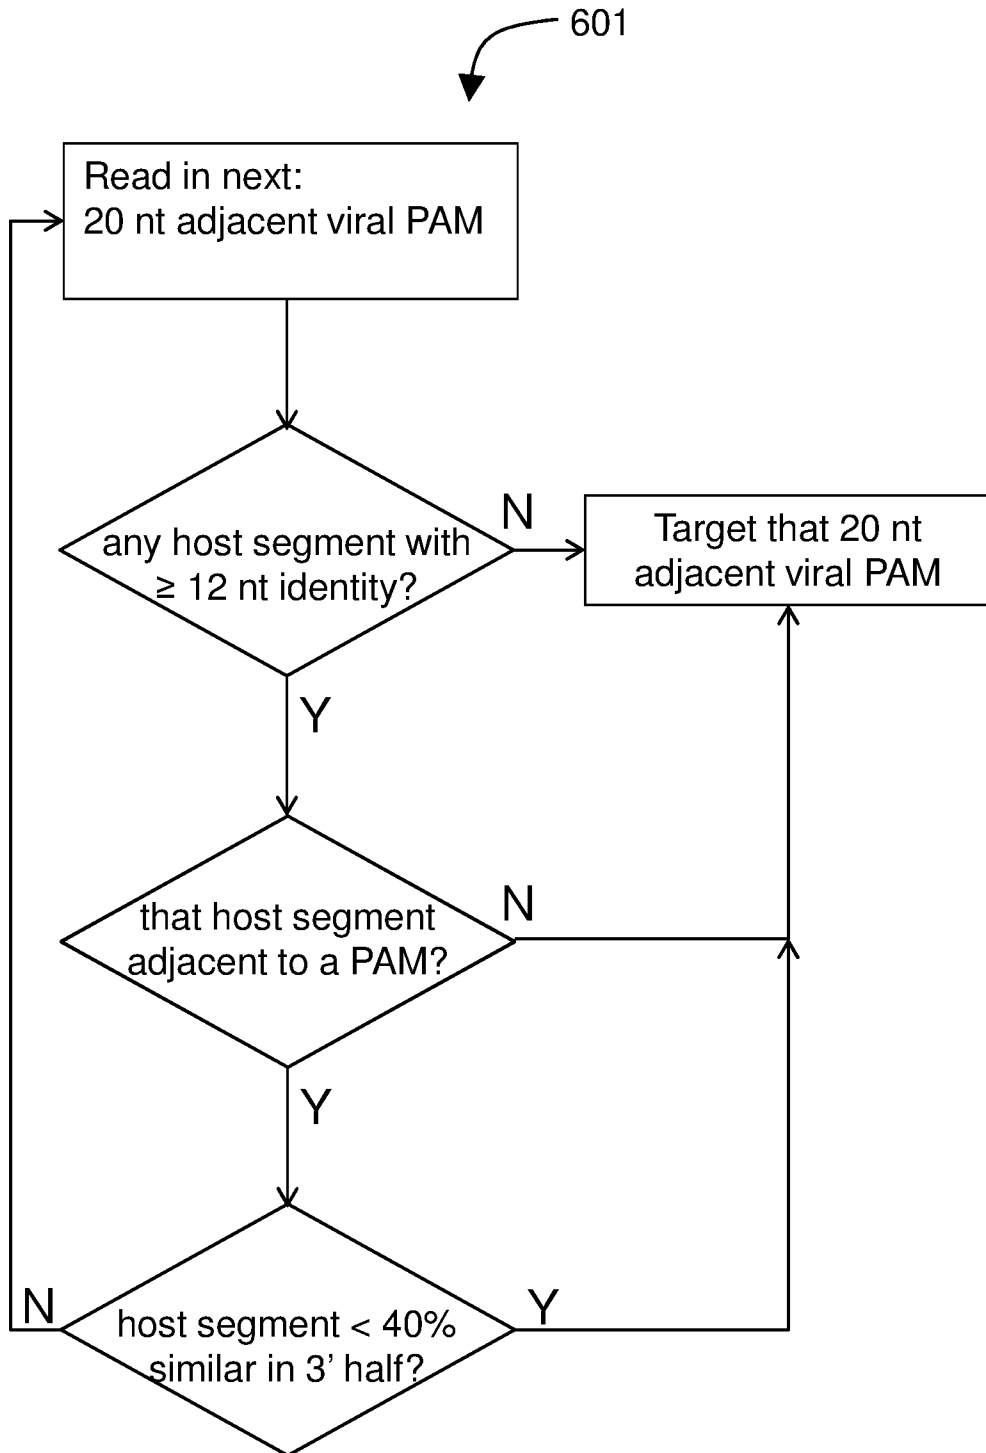 601
Read in next:
20 nt adjacent viral PAM
any host segment with
≥ 12 nt identity?
N
Target that 20 nt
adjacent viral PAM
Y
that host segment
adjacent to a PAM?
N
Y
host segment < 40%
similar in 3’ half?
N
Y